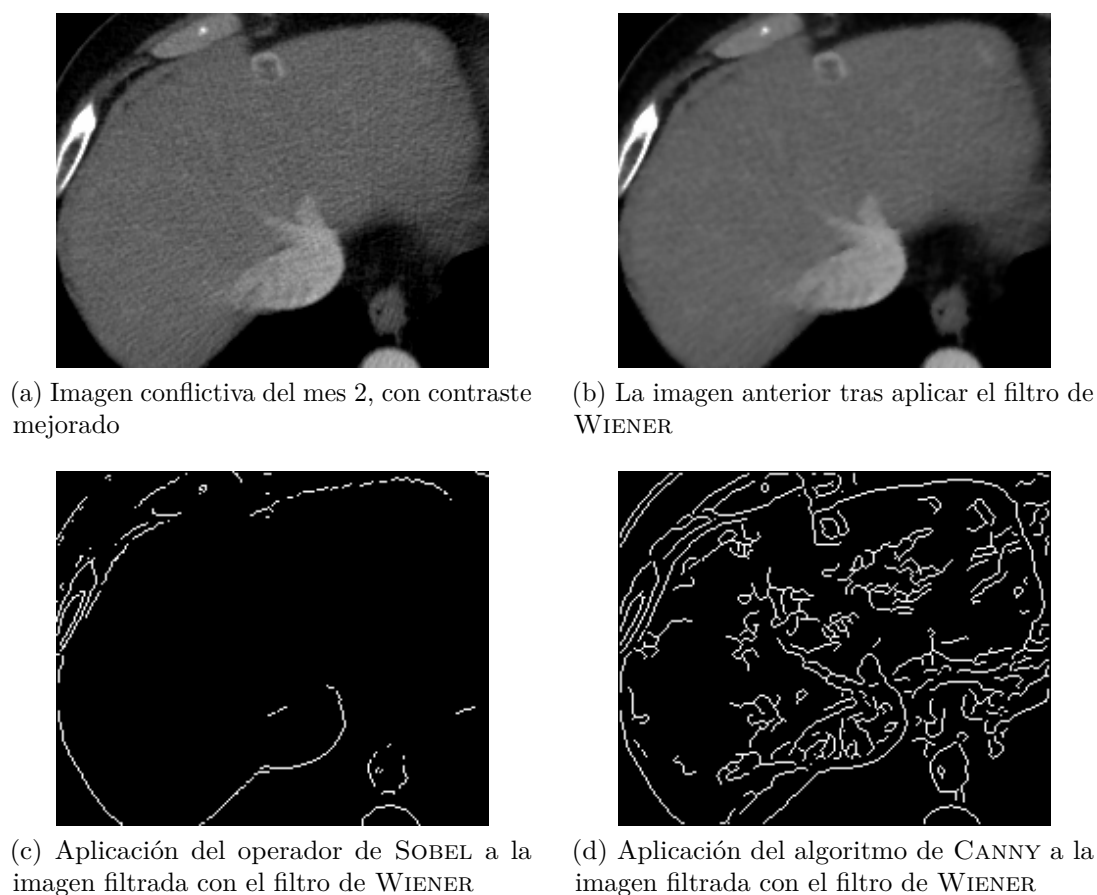 (a) Imagen conflictiva del mes 2, con contraste
mejorado
(b) La imagen anterior tras aplicar el filtro de
WIENER
(c) Aplicación del operador de SOBEL a la
imagen filtrada con el filtro de WIENER
(d) Aplicación del algoritmo de CANNY a la
imagen filtrada con el filtro de WIENER